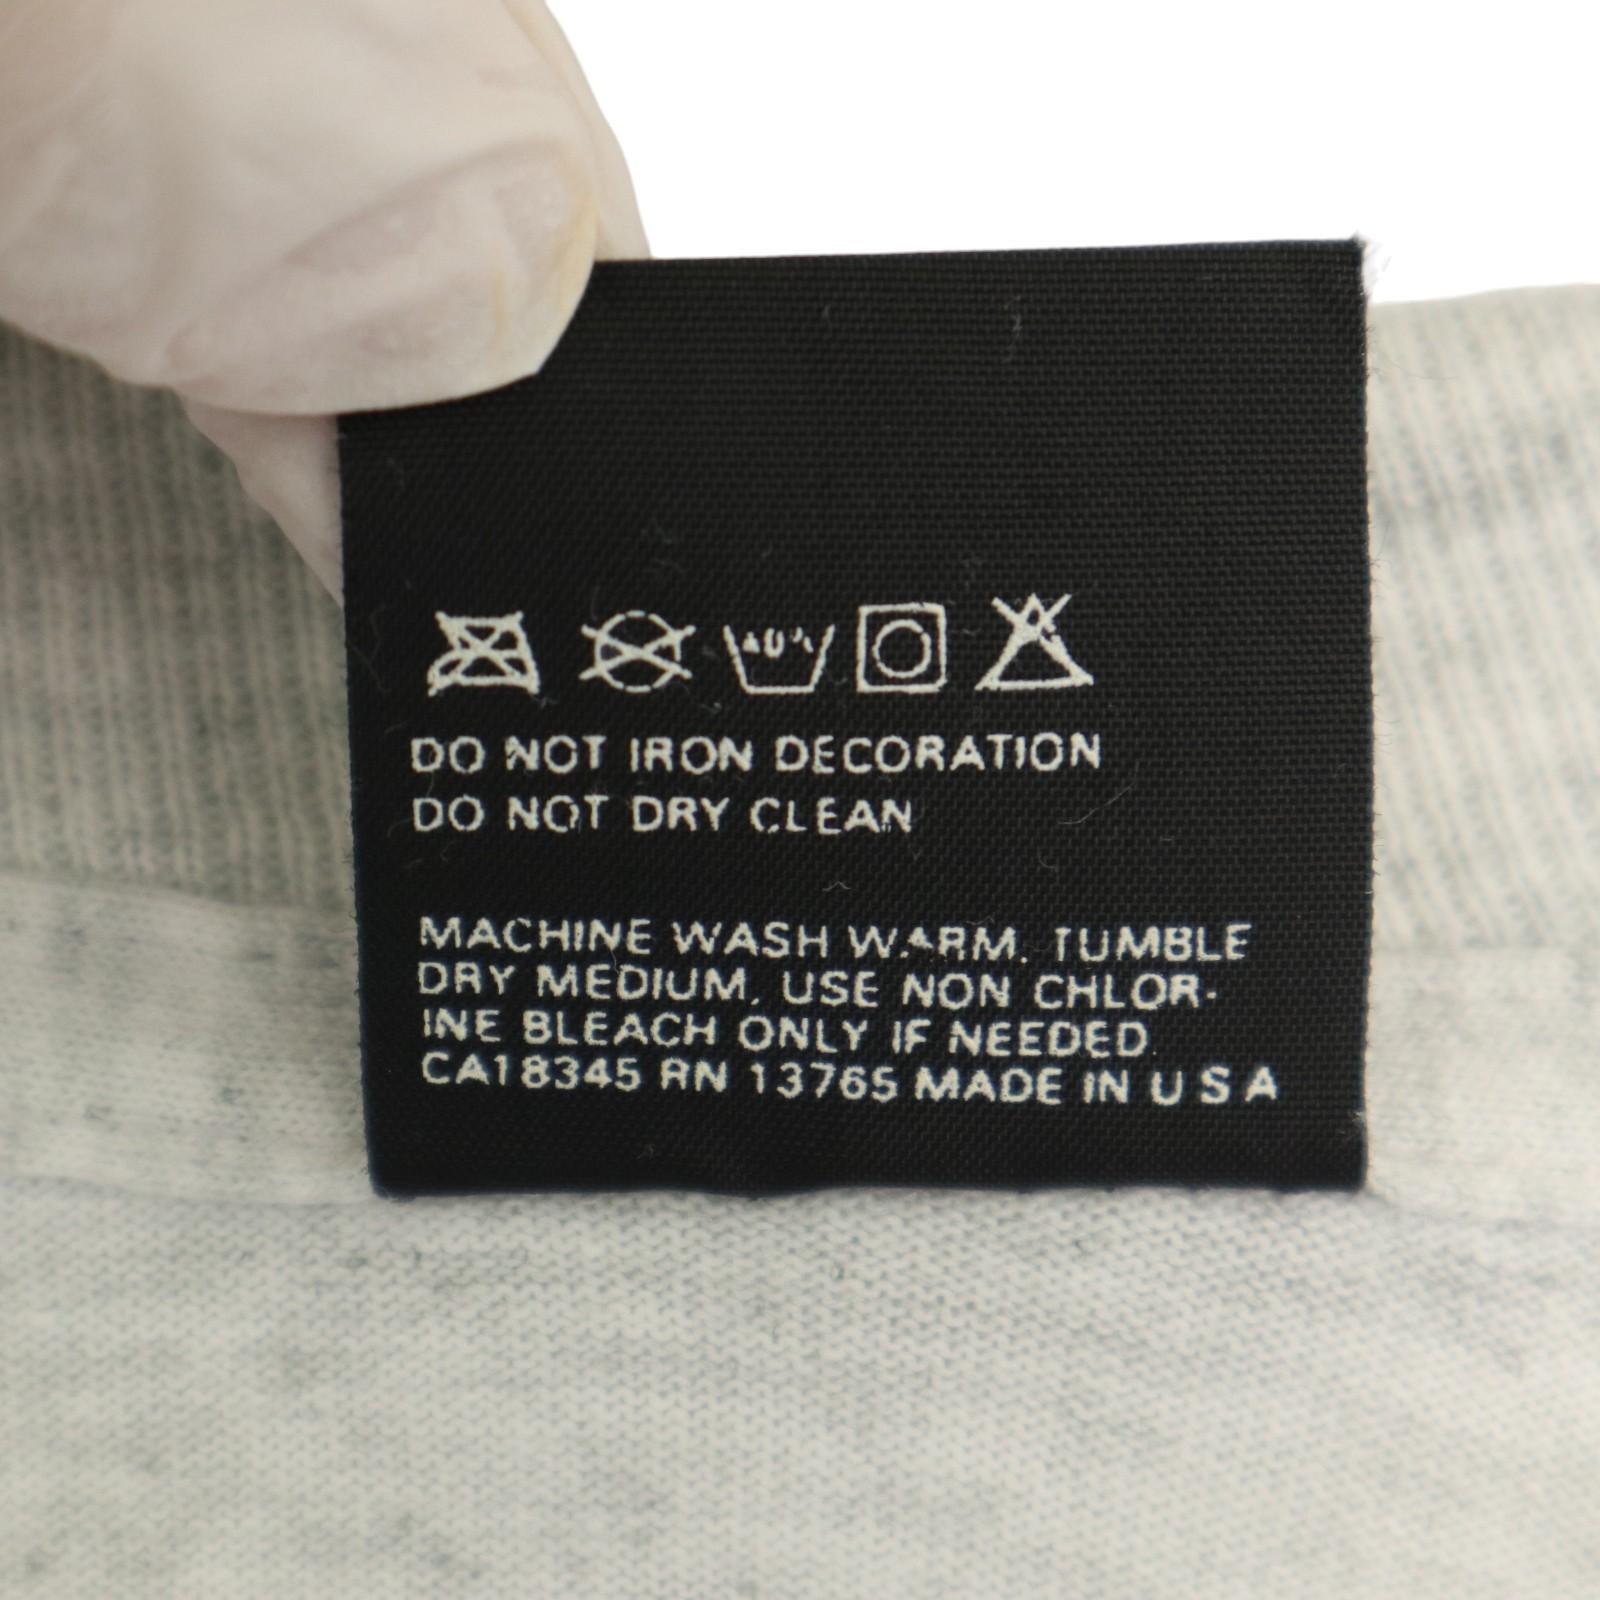 40°
DO NOT IRON DECORATION
DO NOT DRY CLEAN
MACHINE WASH WARM. TUMBLE
DRY MEDIUM. USE NON CHLOR-
INE BLEACH ONLY IF NEEDED
CA18345 RN 13765 MADE IN U S A